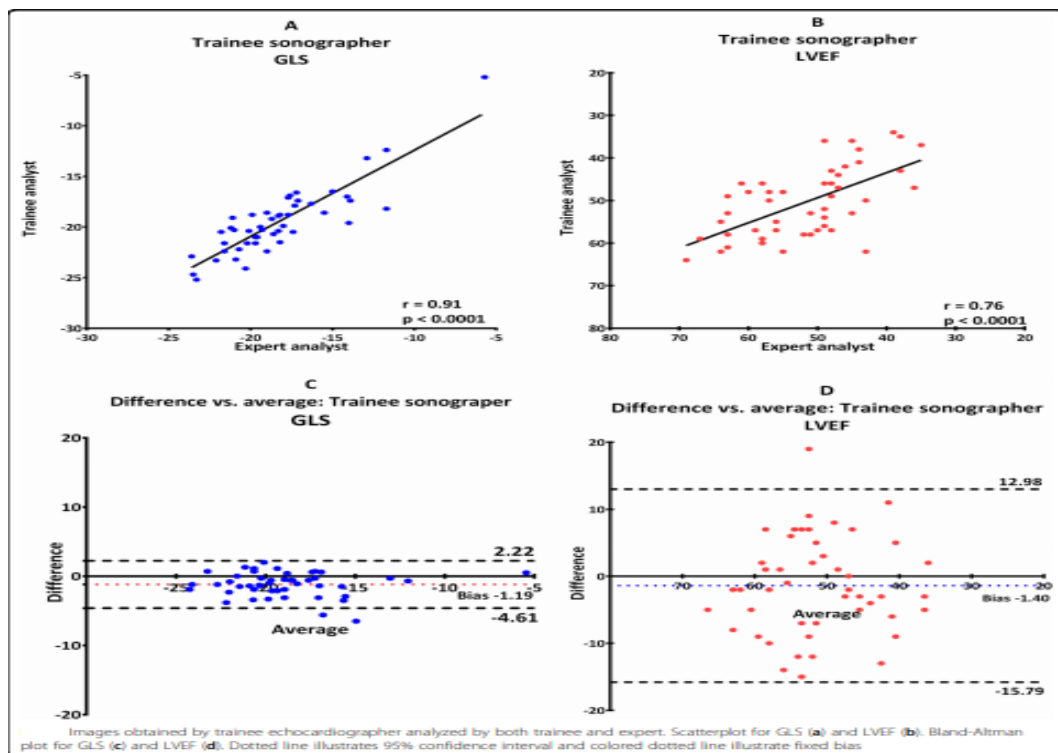 A
Trainee sonographer
GLS
-5
-10
-15
-20
-25
-30
Trainee analyst
-30
-25
-20
-15
-10
-5
Expert analyst
r = 0.91
p < 0.0001
B
Trainee sonographer
LVEF
20
30
40
50
60
70
80
Trainee analyst
80
70
60
50
40
30
20
Expert analyst
r = 0.76
p < 0.0001
C
Difference vs. average: Trainee sonograper
GLS
20
10
0
-10
-20
Difference
-25
-20
-15
-10
-5
Average
2.22
Bias -1.19
-4.61
D
Difference vs. average: Trainee sonographer
LVEF
20
10
0
-10
-20
Difference
70
60
50
40
30
20
Average
12.98
Bias -1.40
-15.79
Images obtained by trainee echocardiographer analyzed by both trainee and expert. Scatterplot for GLS (a) and LVEF (b). Bland-Altman
plot for GLS (c) and LVEF (d). Dotted line illustrates 95% confidence interval and colored dotted line illustrate fixed bias